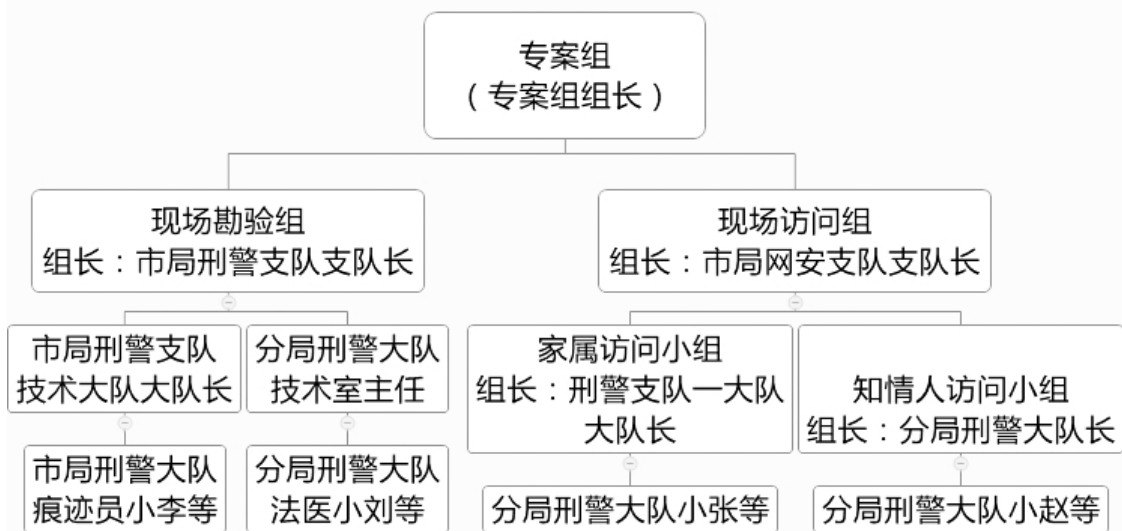 专案组
（专案组组长）
现场勘验组
组长：市局刑警支队支队长
现场访问组
组长：市局网安支队支队长
市局刑警支队
技术大队大队长
分局刑警大队
技术室主任
家属访问小组
组长：刑警支队一大队
大队长
知情人访问小组
组长：分局刑警大队长
市局刑警大队
痕迹员小李等
分局刑警大队
法医小刘等
分局刑警大队小张等
分局刑警大队小赵等